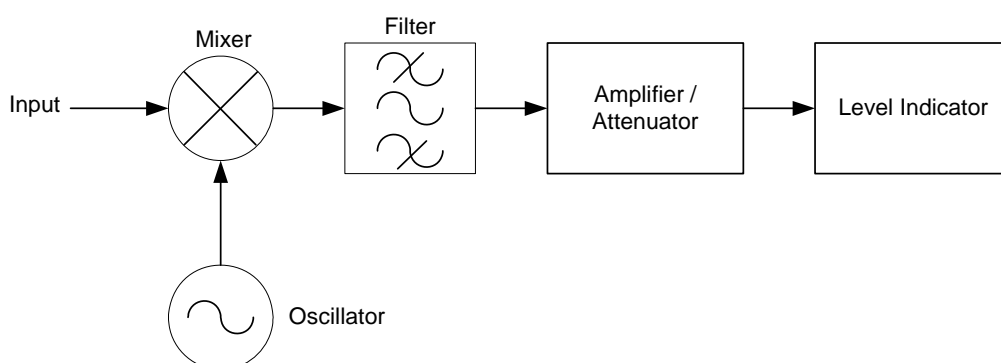 Mixer
Filter
Input
Amplifier /
Attenuator
Level Indicator
Oscillator